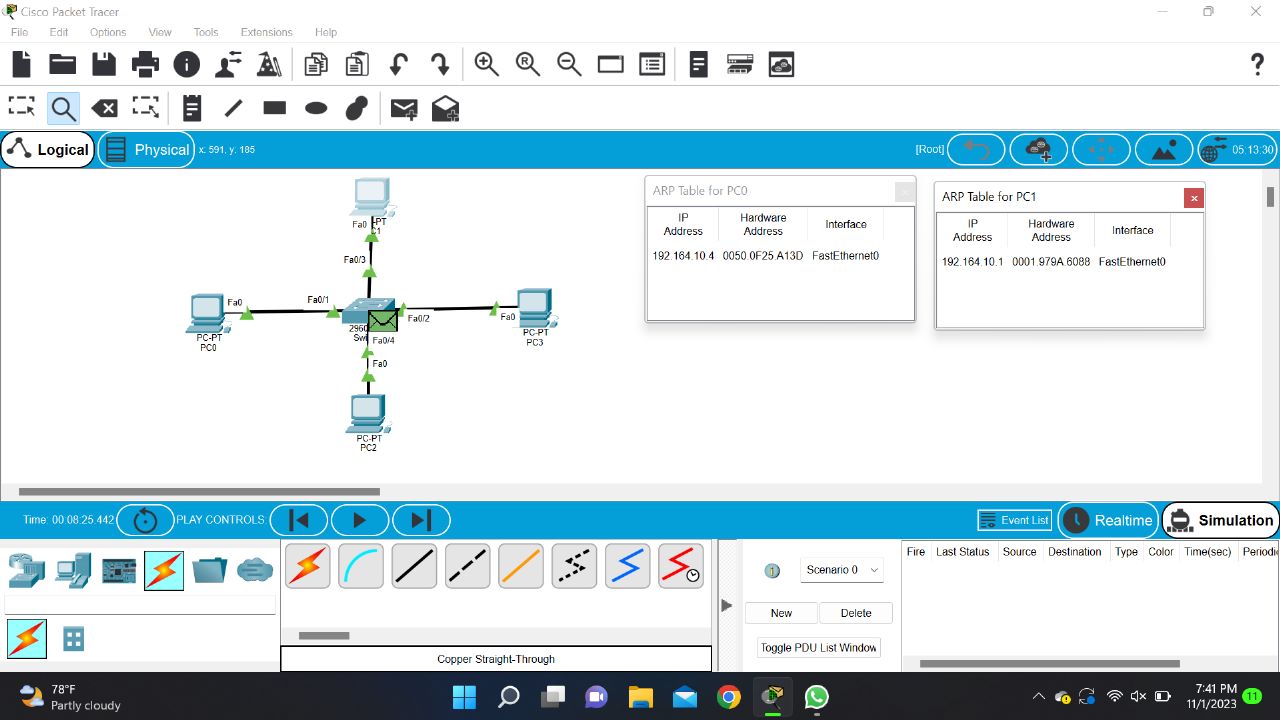 Cisco Packet Tracer
File Edit Options View Tools Extensions Help
Logical Physical x: 591, y: 185 [Root] 05:13:30
ARP Table for PC0
IP Address Hardware Address Interface
192.164.10.4 0050.0F25.A13D FastEthernet0
ARP Table for PC1
IP Address Hardware Address Interface
192.164.10.1 0001.979A.6088 FastEthernet0
Fa0
Fa0/3
Fa0
Fa0/1
Fa0/2
Fa0
PC-PT
PC0
2960
Fa0/4
PC-PT
PC3
Fa0
PC-PT
PC2
Time: 00:08:25.442 PLAY CONTROLS: Event List Realtime Simulation
Scenario 0
New Delete
Toggle PDU List Window
Fire Last Status Source Destination Type Color Time(sec)
Copper Straight-Through
78°F
Partly cloudy
7:41 PM
11/1/2023
11